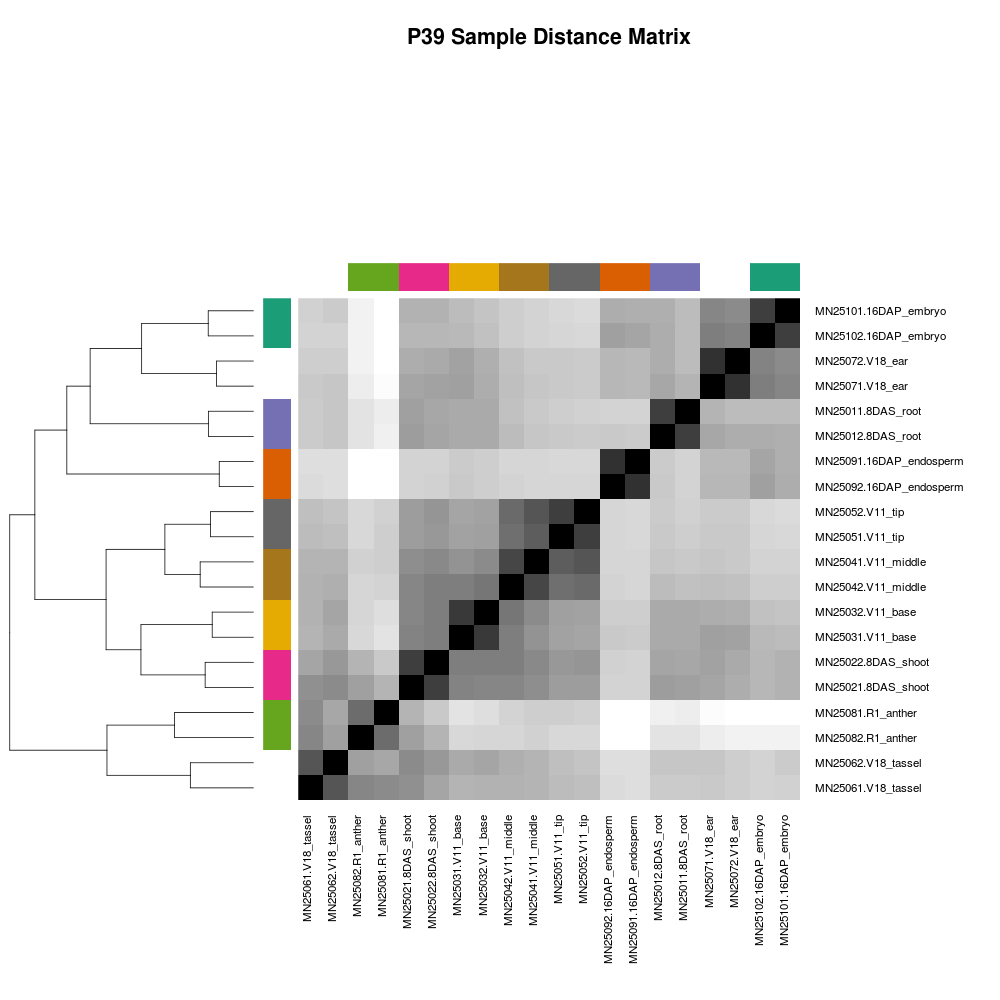 P39 Sample Distance Matrix
MN25101.16DAP_embryo
MN25102.16DAP_embryo
MN25072.V18_ear
MN25071.V18_ear
MN25011.8DAS_root
MN25012.8DAS_root
MN25091.16DAP_endosperm
MN25092.16DAP_endosperm
MN25052.V11_tip
MN25051.V11_tip
MN25041.V11_middle
MN25042.V11_middle
MN25032.V11_base
MN25031.V11_base
MN25022.8DAS_shoot
MN25021.8DAS_shoot
MN25081.R1_anther
MN25082.R1_anther
MN25062.V18_tassel
MN25061.V18_tassel
MN25061.V18_tassel
MN25062.V18_tassel
MN25082.R1_anther
MN25081.R1_anther
MN25021.8DAS_shoot
MN25022.8DAS_shoot
MN25031.V11_base
MN25032.V11_base
MN25042.V11_middle
MN25041.V11_middle
MN25051.V11_tip
MN25052.V11_tip
MN25092.16DAP_endosperm
MN25091.16DAP_endosperm
MN25012.8DAS_root
MN25011.8DAS_root
MN25071.V18_ear
MN25072.V18_ear
MN25102.16DAP_embryo
MN25101.16DAP_embryo